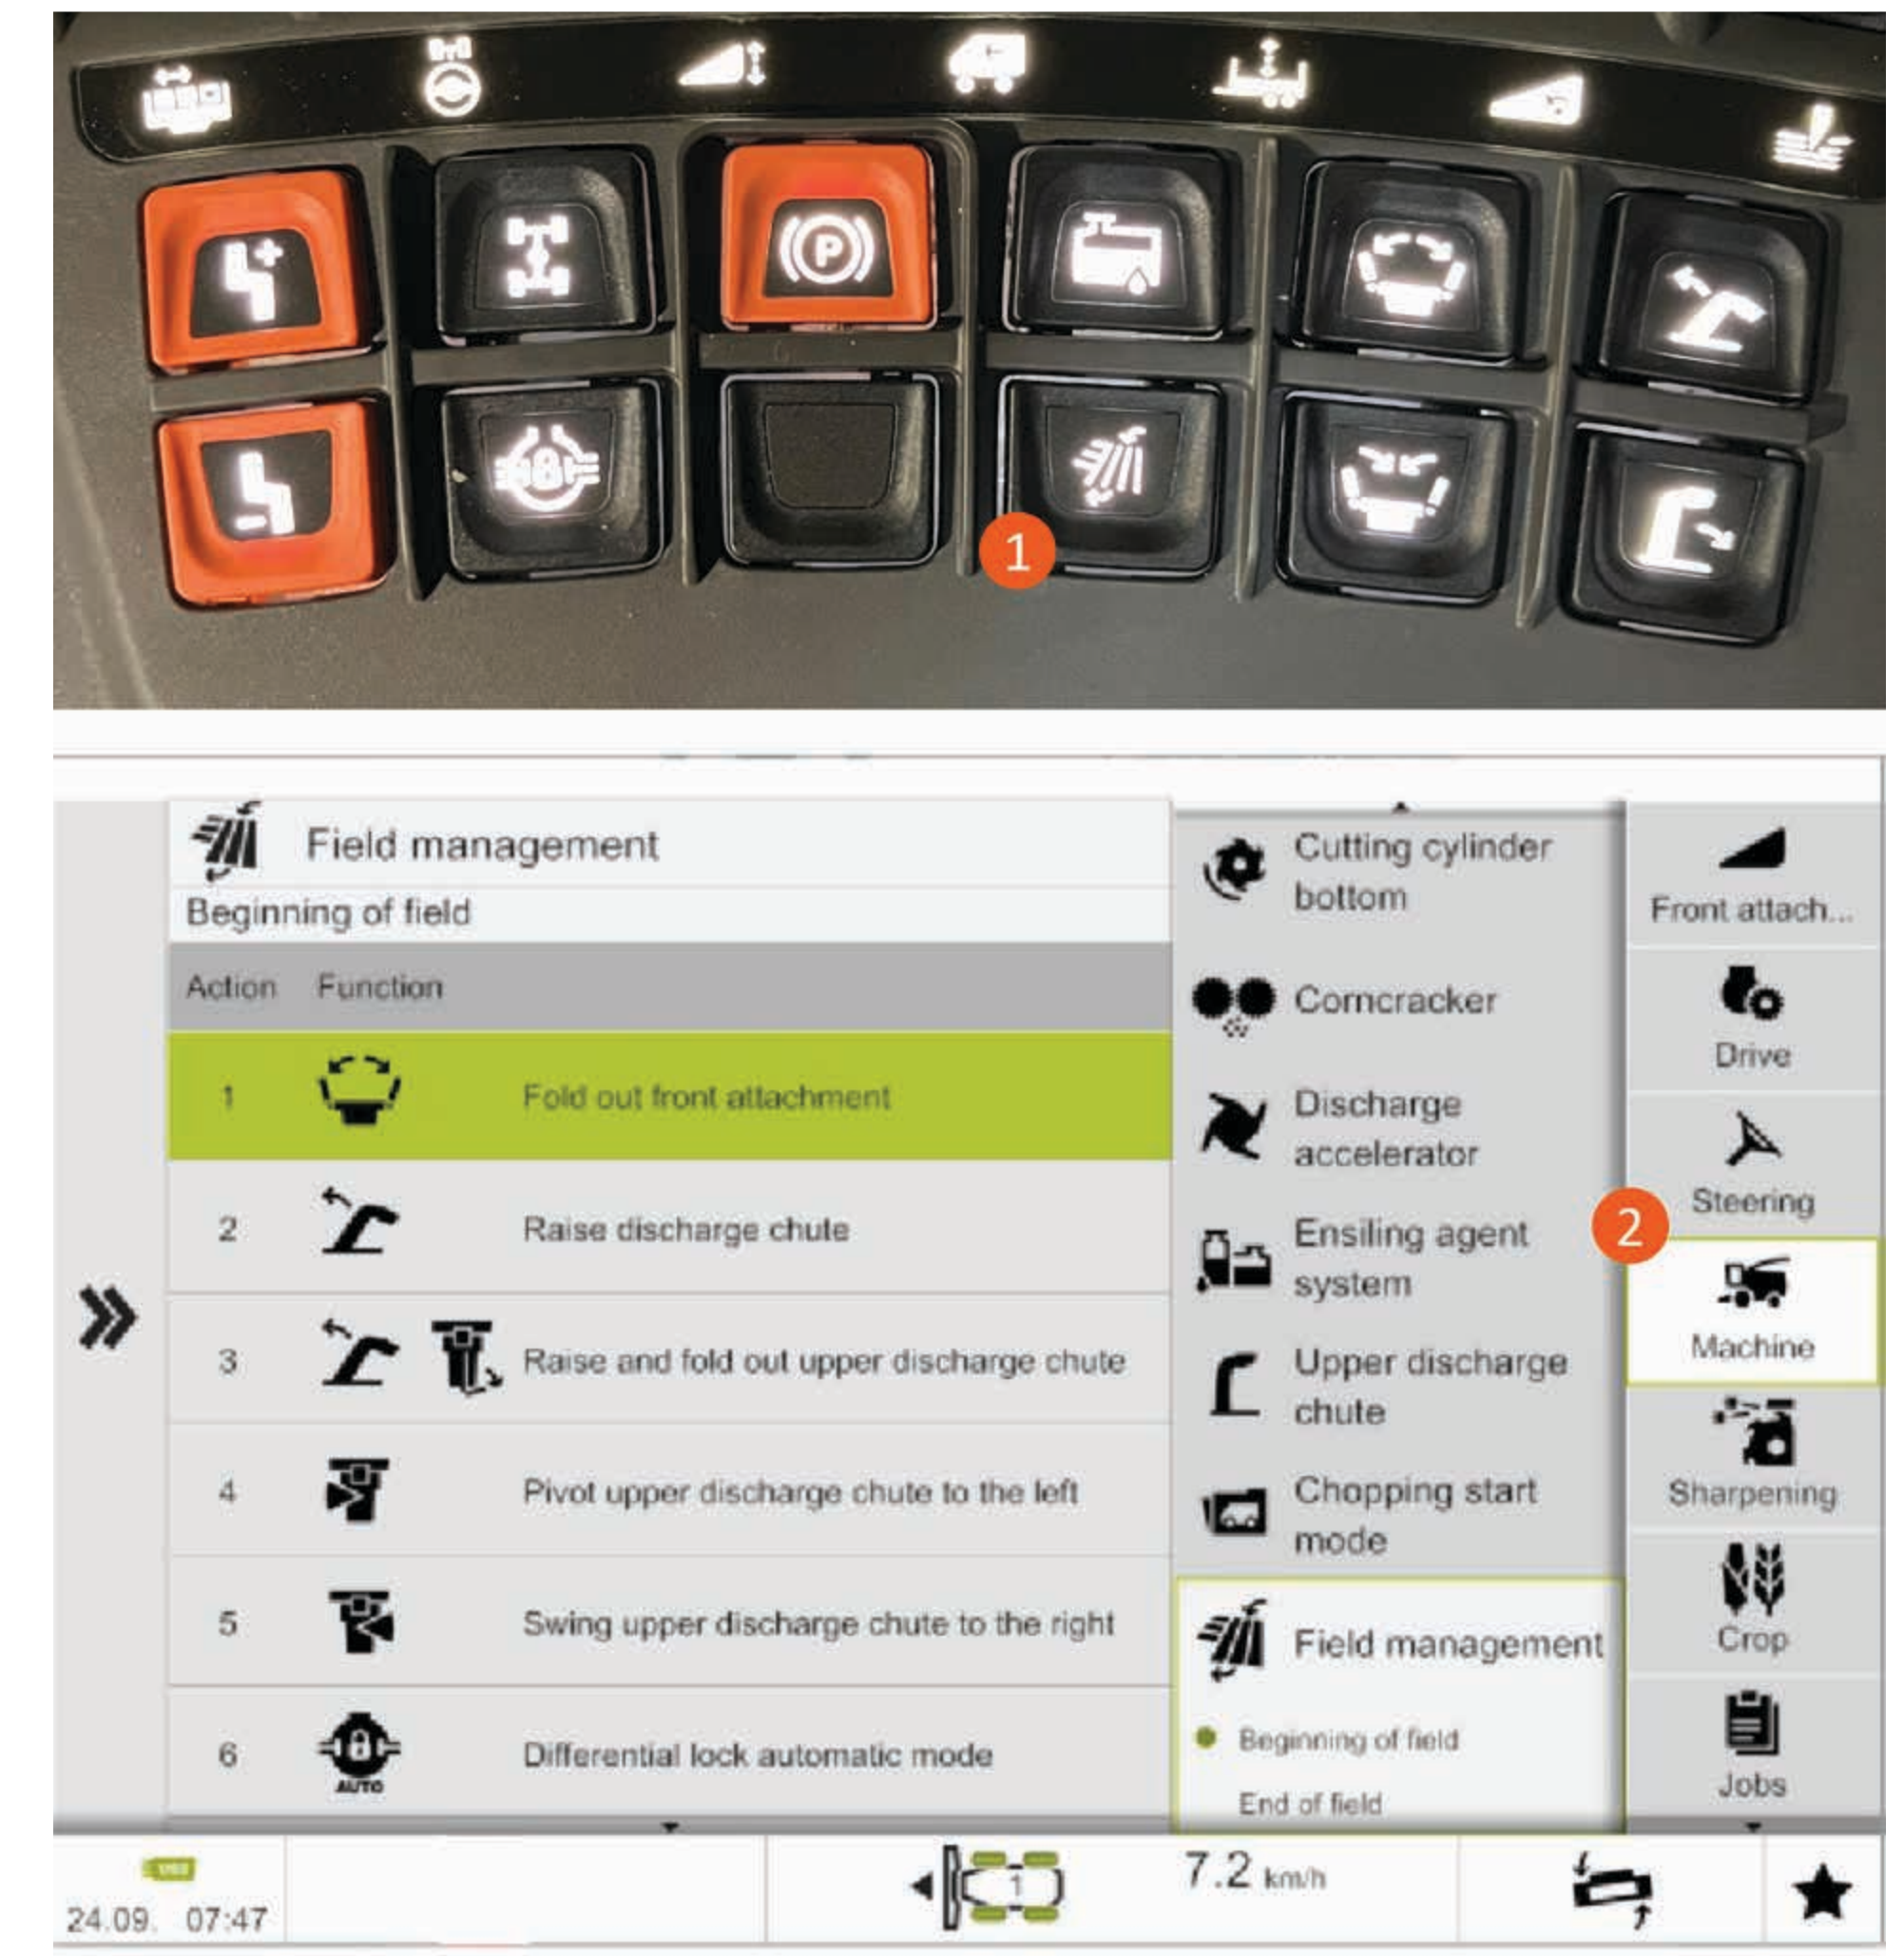 P
1
Field management
Beginning of field
Action Function
1 Fold out front attachment
2 Raise discharge chute
3 Raise and fold out upper discharge chute
4 Pivot upper discharge chute to the left
5 Swing upper discharge chute to the right
6 AUTO Differential lock automatic mode
Cutting cylinder
bottom
Corncracker
Discharge
accelerator
Ensiling agent
system
Upper discharge
chute
Chopping start
mode
Field management
Beginning of field
End of field
Front attach...
Drive
Steering
2
Machine
Sharpening
Crop
Jobs
24.09. 07:47
1
7.2 km/h